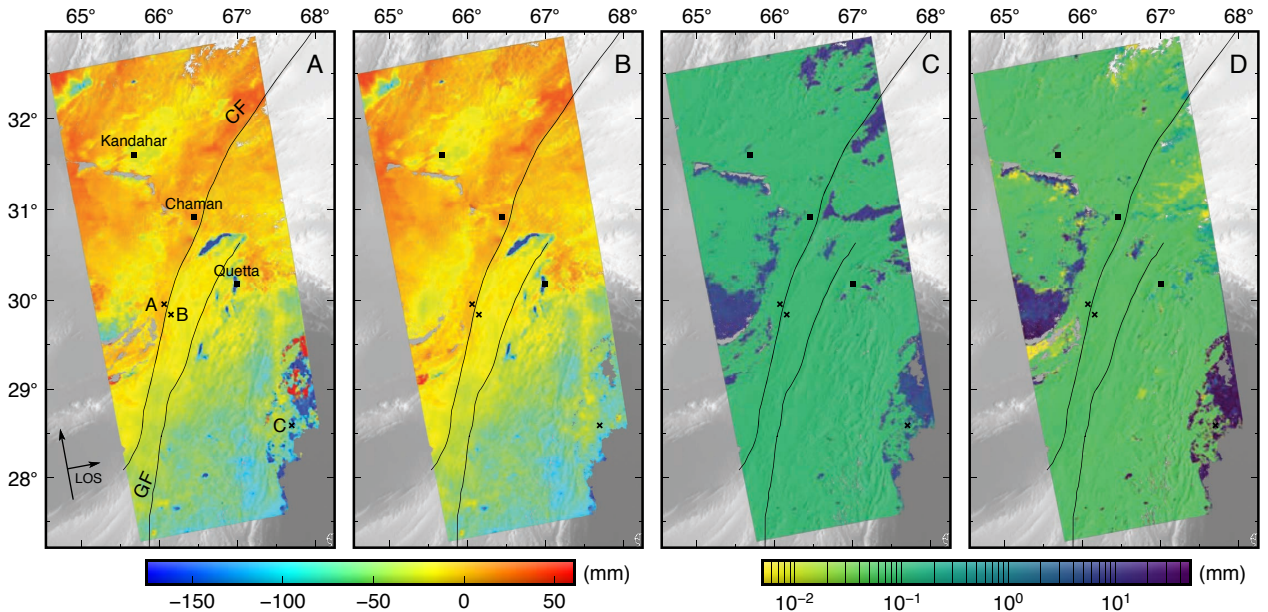 65° 66° 67° 68° 65° 66° 67° 68° 65° 66° 67° 68° 65° 66° 67° 68°
A B C D
CF
32°
Kandahar
31°
Chaman
Quetta
30°
A
B
29°
C
LOS
28°
GF
−150 −100 −50 0 50 (mm)
10⁻² 10⁻¹ 10⁰ 10¹ (mm)